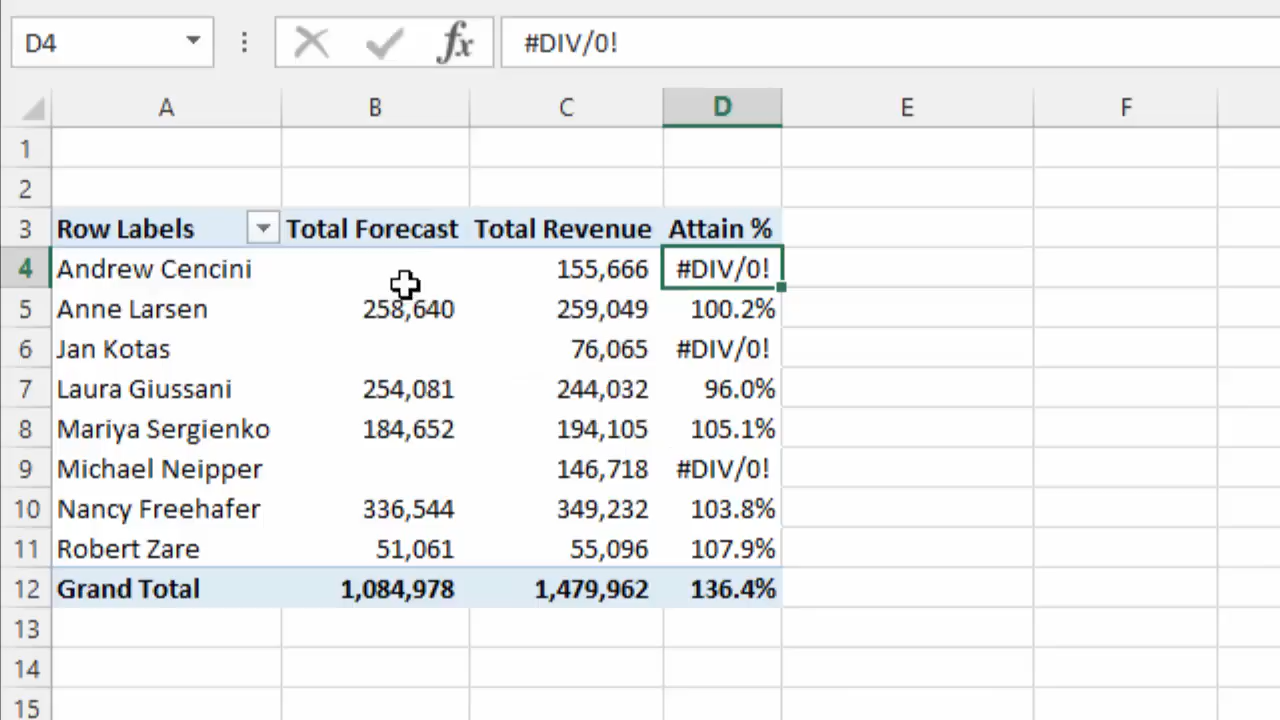 D4 fx #DIV/0!
A B C D E F
1
2
3 Row Labels Total Forecast Total Revenue Attain %
4 Andrew Cencini 155,666 #DIV/0!
5 Anne Larsen 258,640 259,049 100.2%
6 Jan Kotas 76,065 #DIV/0!
7 Laura Giussani 254,081 244,032 96.0%
8 Mariya Sergienko 184,652 194,105 105.1%
9 Michael Neipper 146,718 #DIV/0!
10 Nancy Freehafer 336,544 349,232 103.8%
11 Robert Zare 51,061 55,096 107.9%
12 Grand Total 1,084,978 1,479,962 136.4%
13
14
15